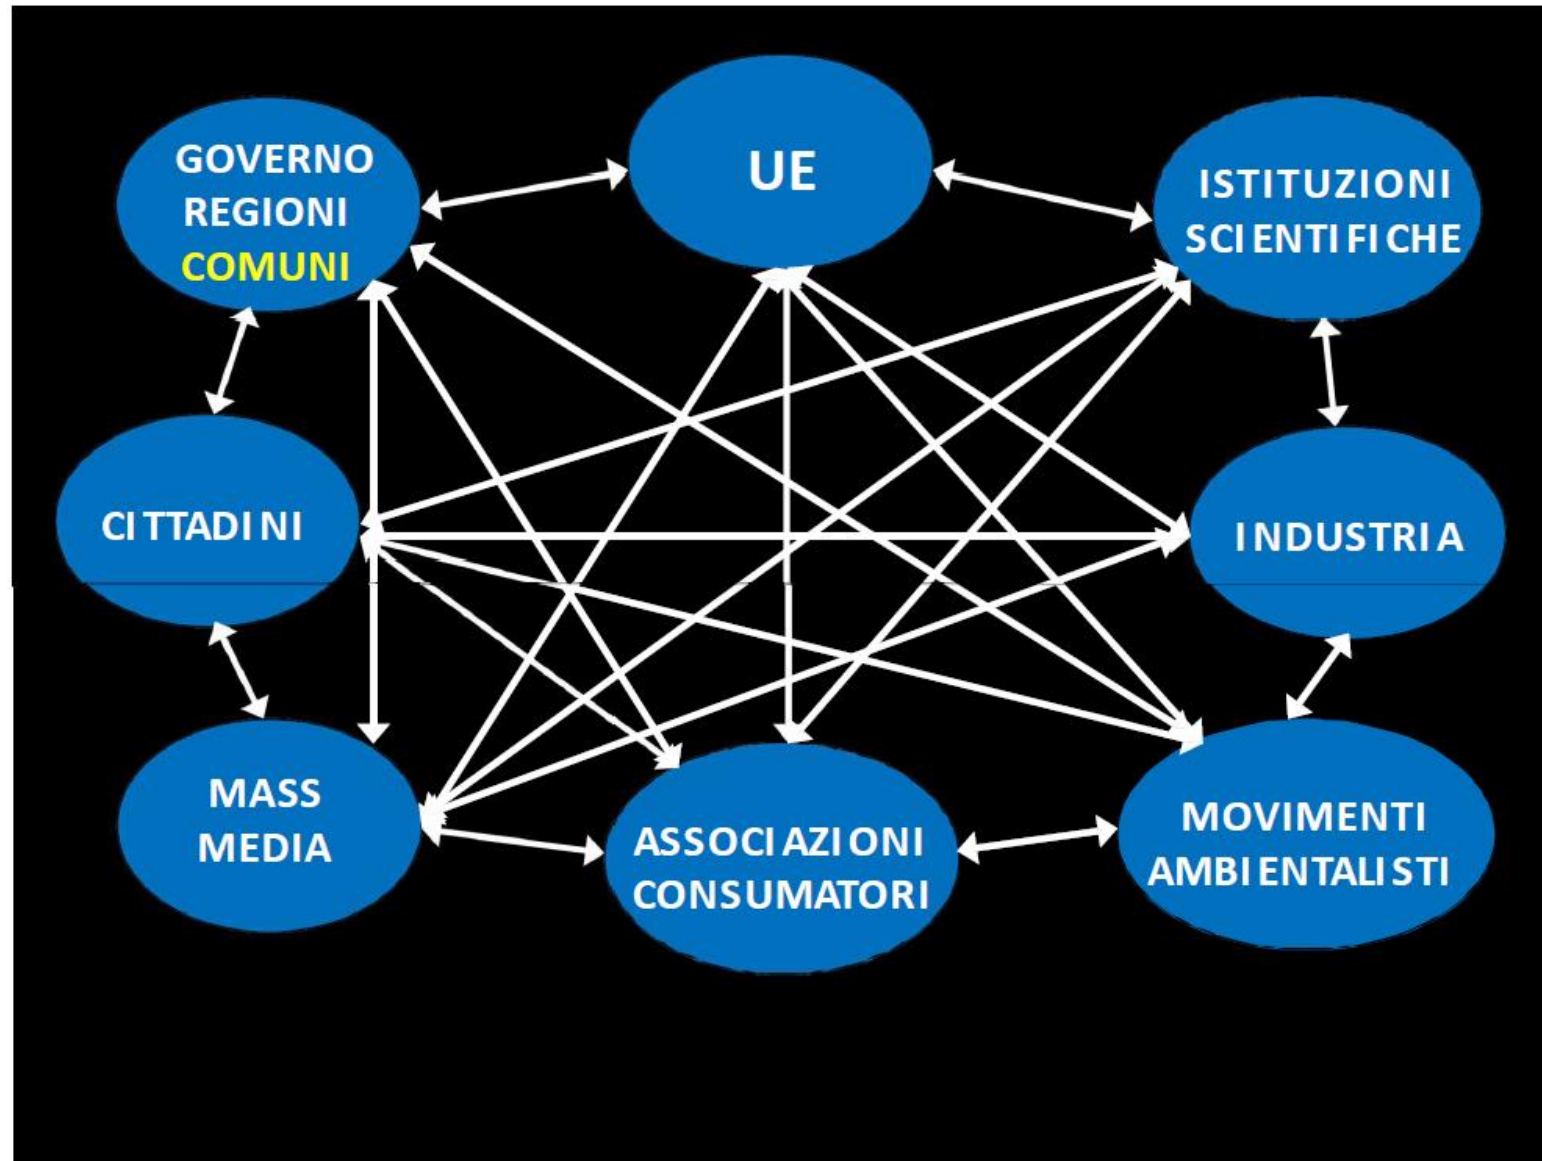 GOVERNO
REGIONI
COMUNI
UE
ISTITUZIONI
SCIENTIFICHE
CITTADINI
INDUSTRIA
MASS
MEDIA
ASSOCIAZIONI
CONSUMATORI
MOVIMENTI
AMBIENTALISTI